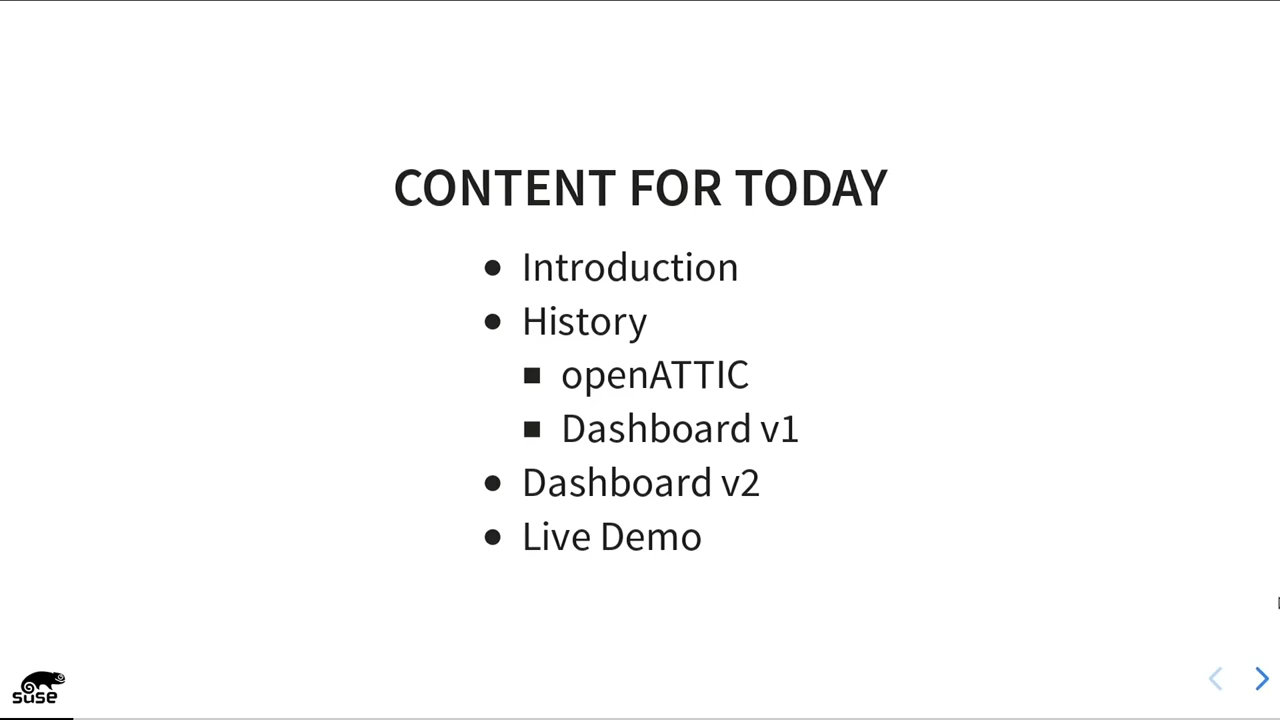 CONTENT FOR TODAY
Introduction
History
openATTIC
Dashboard v1
Dashboard v2
Live Demo
suse